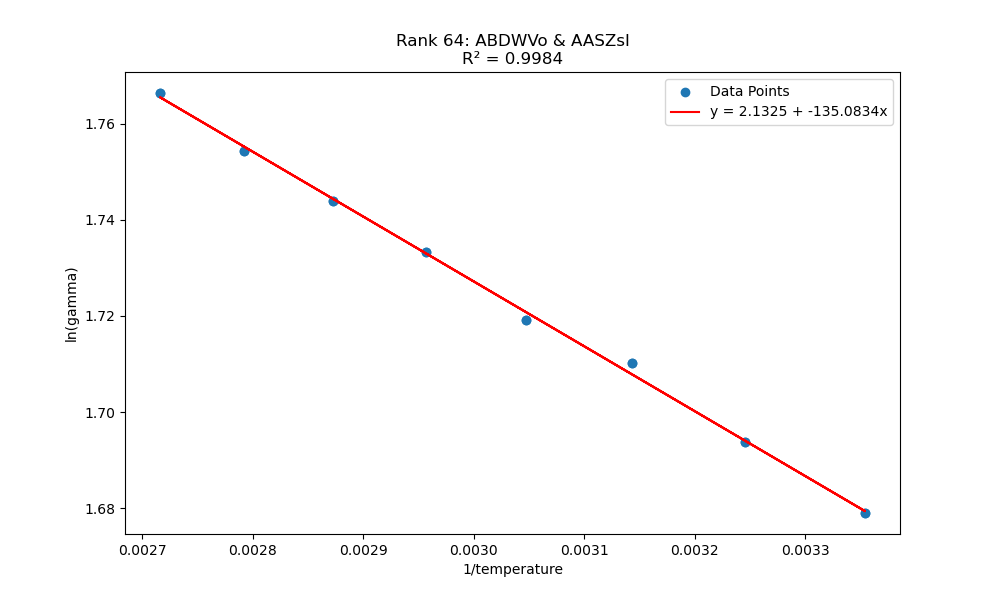 Rank 64: ABDWVo & AASZsI
R² = 0.9984
Data Points
y = 2.1325 + -135.0834x
1.76
1.74
1.72
1.70
1.68
ln(gamma)
0.0027 0.0028 0.0029 0.0030 0.0031 0.0032 0.0033
1/temperature